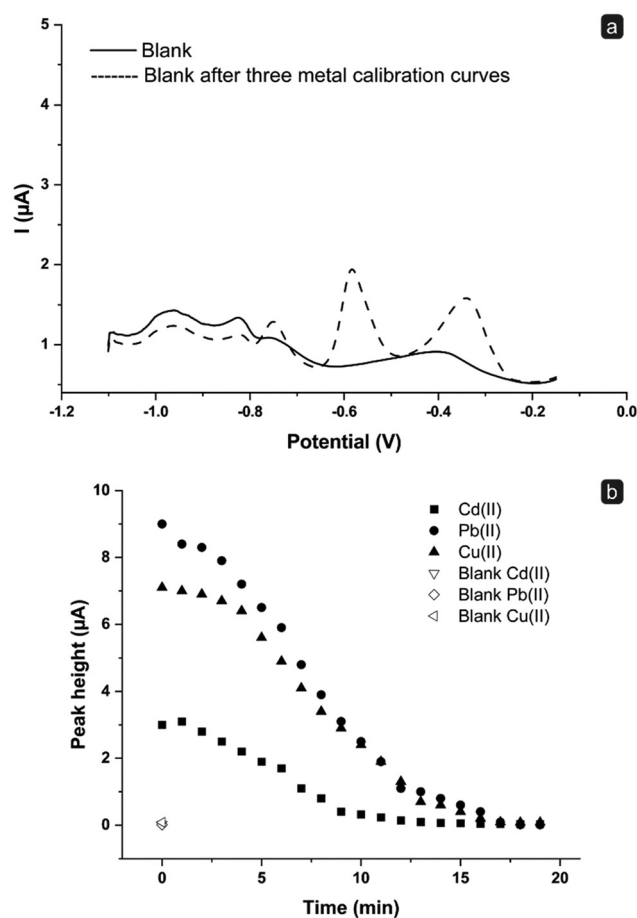 a
5
4
3
2
1
I (µA)
Blank
Blank after three metal calibration curves
-1.2
-1.0
-0.8
-0.6
-0.4
-0.2
0.0
Potential (V)
b
10
8
6
4
2
0
Peak height (µA)
Cd(II)
Pb(II)
Cu(II)
Blank Cd(II)
Blank Pb(II)
Blank Cu(II)
0
5
10
15
20
Time (min)